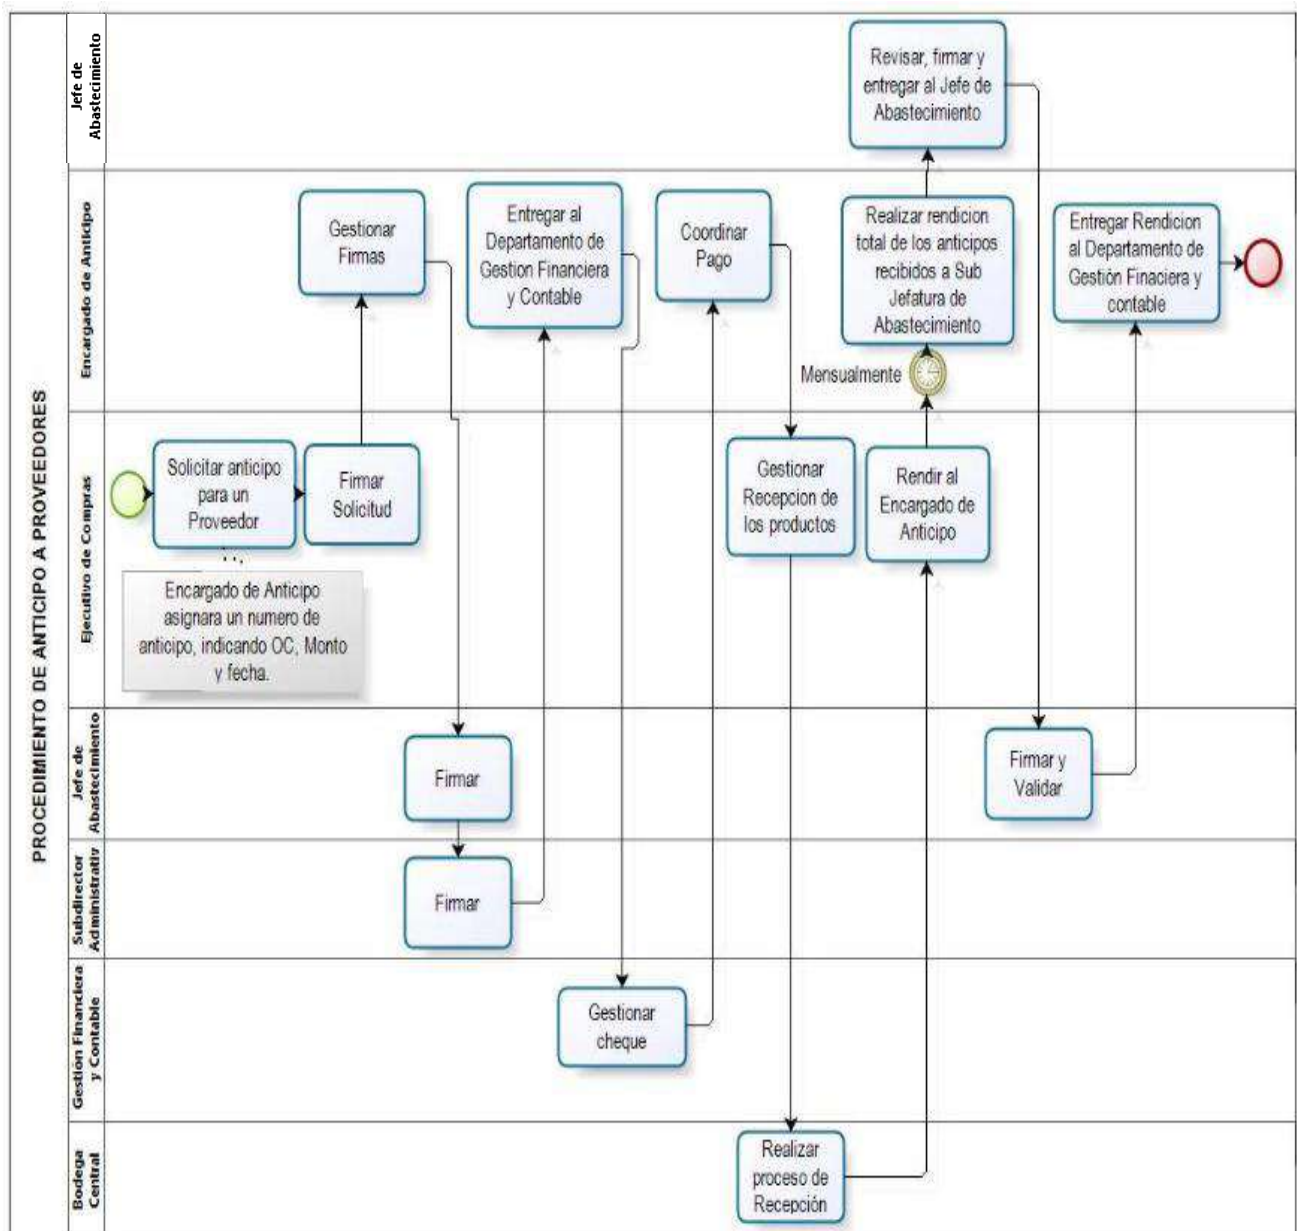 PROCEDIMIENTO DE ANTICIPO A PROVEEDORES
Jefe de
Abastecimiento
Revisar, firmar y
entregar al Jefe de
Abastecimiento
Encargado de Anticipo
Gestionar
Firmas
Entregar al
Departamento de
Gestion Financiera
y Contable
Coordinar
Pago
Realizar rendicion
total de los anticipos
recibidos a Sub
Jefatura de
Abastecimiento
Mensualmente
Entregar Rendicion
al Departamento de
Gestión Finaciera y
contable
Ejecutivo de Compras
Solicitar anticipo
para un
Proveedor
Firmar
Solicitud
Encargado de Anticipo
asignara un numero de
anticipo, indicando OC, Monto
y fecha.
Gestionar
Recepcion de
los productos
Rendir al
Encargado de
Anticipo
Jefe de
Abastecimiento
Firmar
Firmar y
Validar
Subdirector
Administrativ
Firmar
Gestión Financiera
y Contable
Gestionar
cheque
Bodega
Central
Realizar
proceso de
Recepción